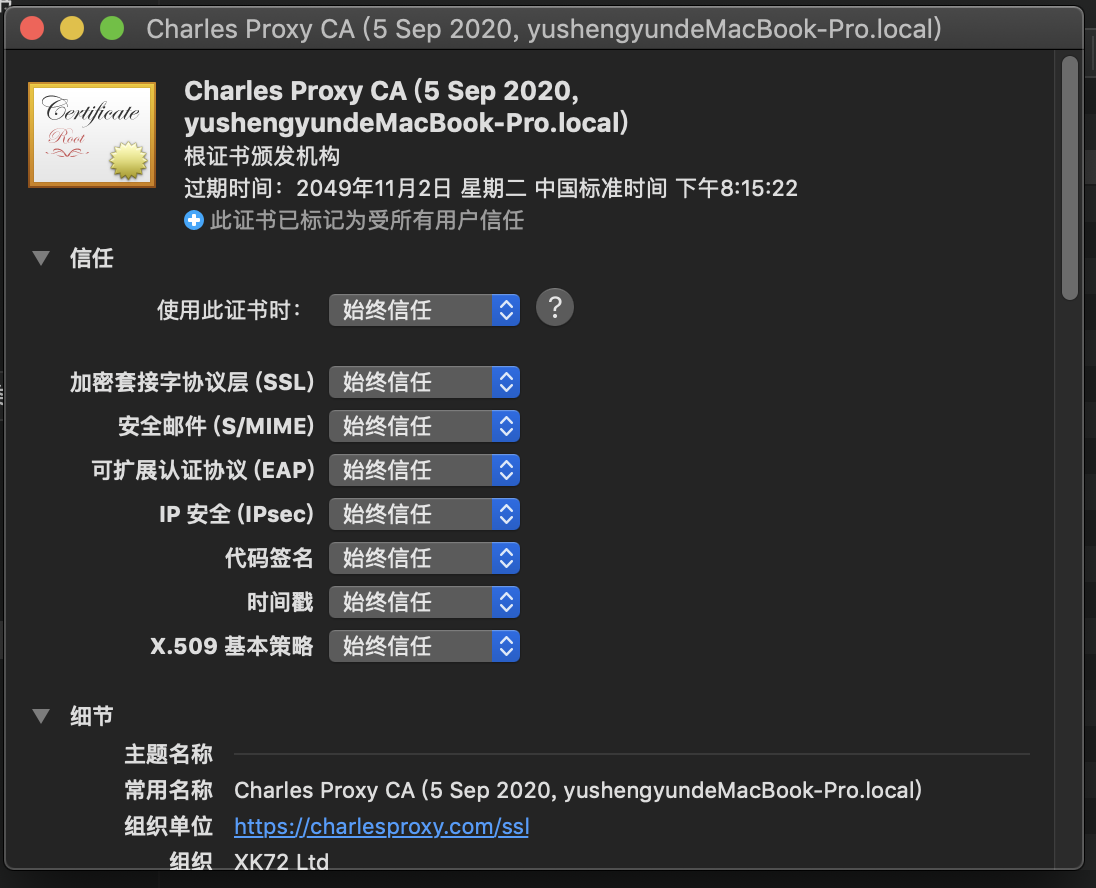 Charles Proxy CA (5 Sep 2020, yushengyundeMacBook-Pro.local)
Certificate
Root
Charles Proxy CA (5 Sep 2020,
yushengyundeMacBook-Pro.local)
根证书颁发机构
过期时间：2049年11月2日 星期二 中国标准时间 下午8:15:22
此证书已标记为受所有用户信任
信任
使用此证书时： 始终信任 ?
加密套接字协议层 (SSL) 始终信任
安全邮件 (S/MIME) 始终信任
可扩展认证协议 (EAP) 始终信任
IP 安全 (IPsec) 始终信任
代码签名 始终信任
时间戳 始终信任
X.509 基本策略 始终信任
细节
主题名称
常用名称 Charles Proxy CA (5 Sep 2020, yushengyundeMacBook-Pro.local)
组织单位 https://charlesproxy.com/ssl
组织 XK72 Ltd